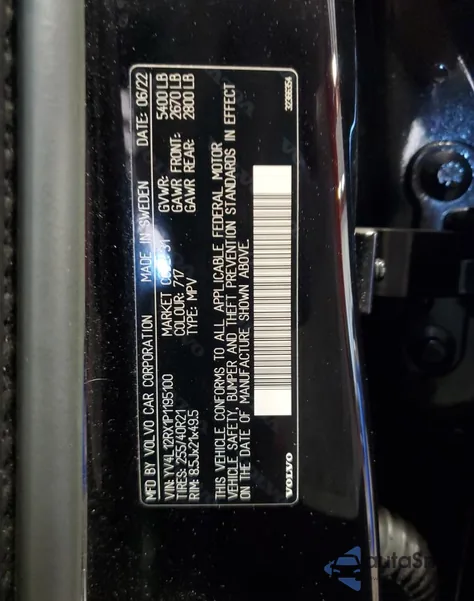 MFD BY VOLVO CAR CORPORATION MADE IN SWEDEN DATE: 06/22
VIN: YV4L12RX1P1195100 MARKET 31 GVWR: 5400 LB
TIRES: 255/40R21 COLOUR: 717 GAWR FRONT: 2670 LB
RIM: 8.5Jx21x49.5 TYPE: MPV GAWR REAR: 2800 LB
THIS VEHICLE CONFORMS TO ALL APPLICABLE FEDERAL MOTOR
VEHICLE SAFETY, BUMPER AND THEFT PREVENTION STANDARDS IN EFFECT
ON THE DATE OF MANUFACTURE SHOWN ABOVE.
VOLVO